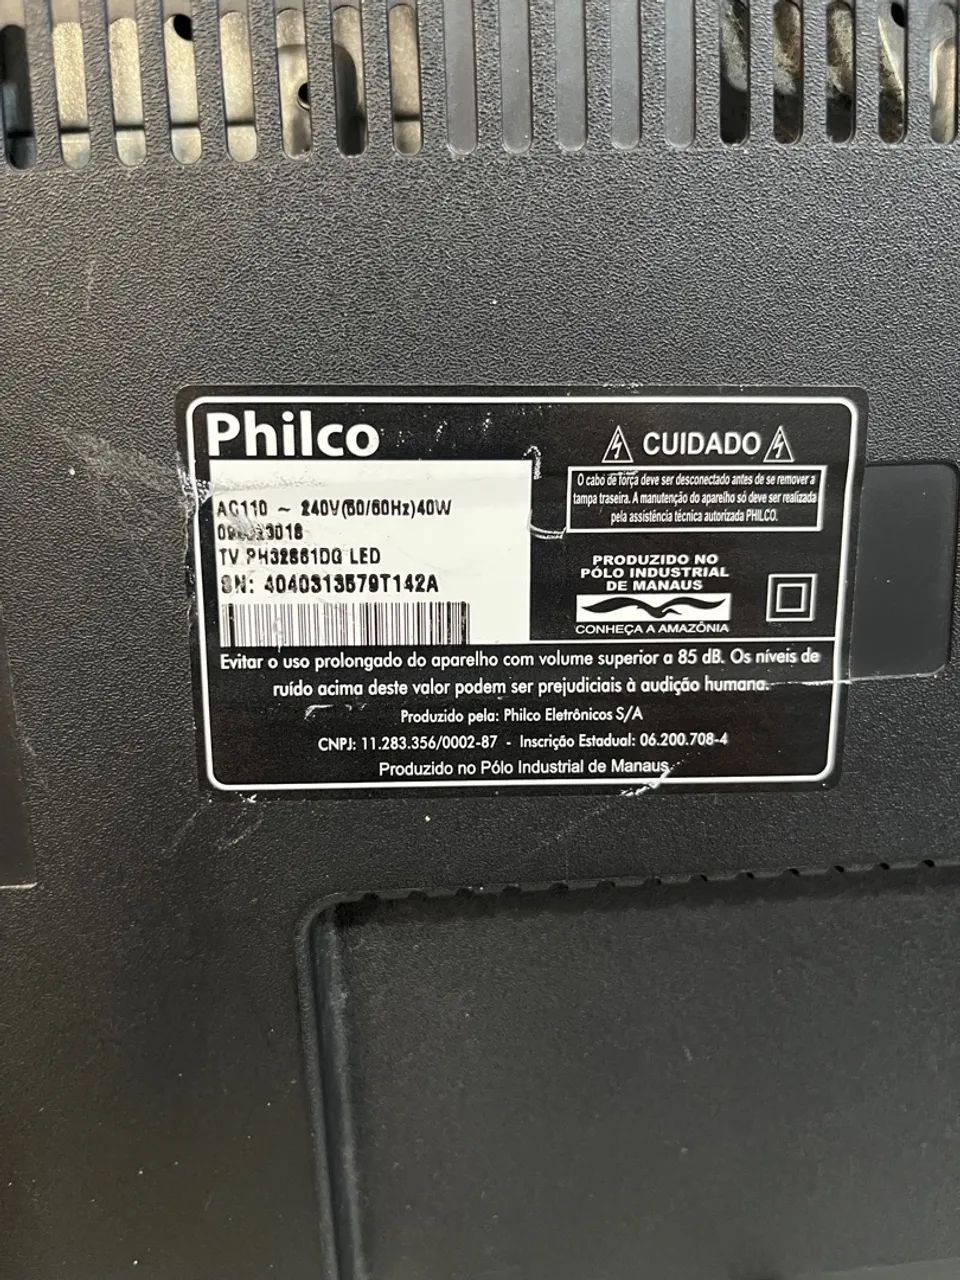 Philco
AC110 ~ 240V(50/60Hz)40W
SN: 4040313579T142A
CUIDADO
O cabo de força deve ser desconectado antes de se remover a
tampa traseira. A manutenção do aparelho só deve ser realizada
pela assistência técnica autorizada PHILCO.
PRODUZIDO NO
PÓLO INDUSTRIAL
DE MANAUS
CONHEÇA A AMAZÔNIA
TV LED
Evitar o uso prolongado do aparelho com volume superior a 85 dB. Os níveis de
ruído acima deste valor podem ser prejudiciais à audição humana.
Produzido pela: Philco Eletrônicos S/A
CNPJ: 11.283.356/0002-87 - Inscrição Estadual: 06.200.708-4
Produzido no Pólo Industrial de Manaus